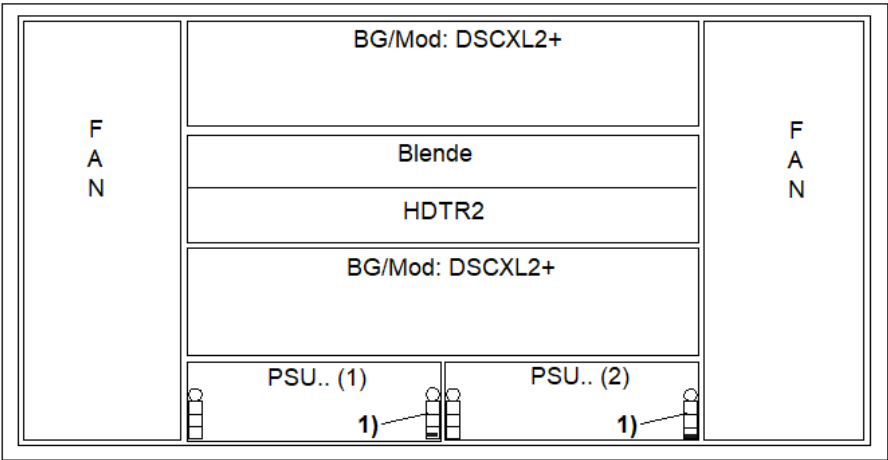 BG/Mod: DSCXL2+
F
A
N
Blende
HDTR2
F
A
N
BG/Mod: DSCXL2+
PSU.. (1)
PSU.. (2)
1)
1)